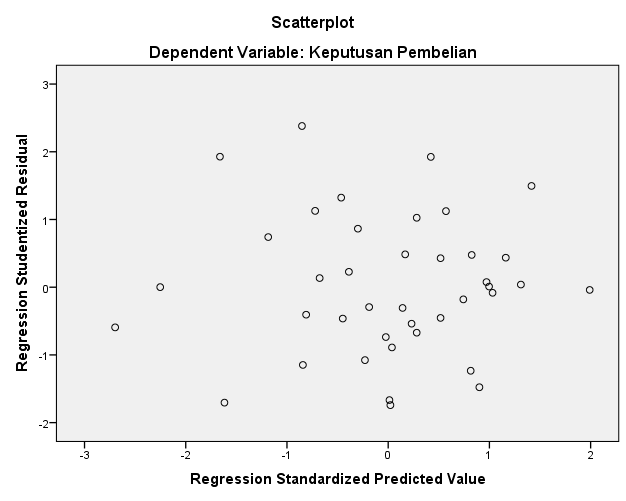 Scatterplot
Dependent Variable: Keputusan Pembelian
Regression Studentized Residual
3
2
1
0
-1
-2
-3 -2 -1 0 1 2
Regression Standardized Predicted Value